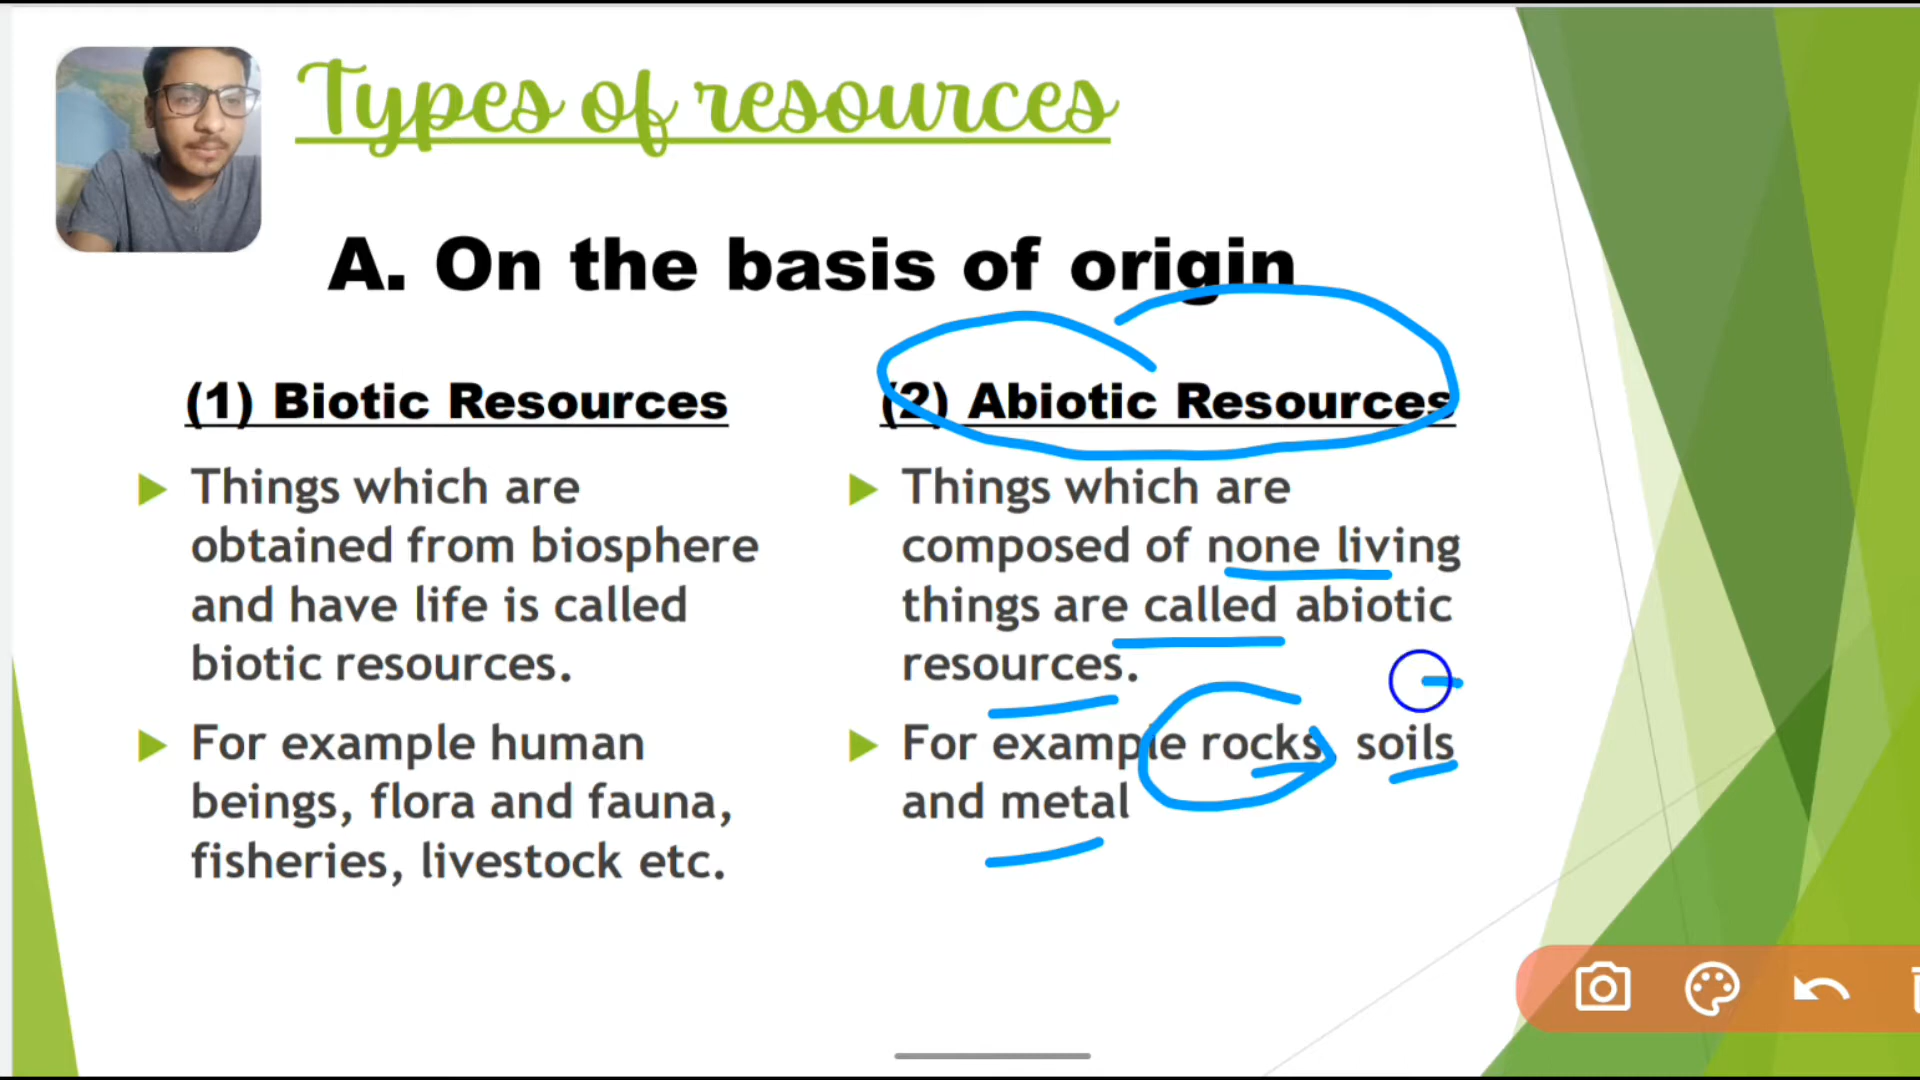 Types of resources
A. On the basis of origin
(1) Biotic Resources
Things which are
obtained from biosphere
and have life is called
biotic resources.
For example human
beings, flora and fauna,
fisheries, livestock etc.
(2) Abiotic Resources
Things which are
composed of none living
things are called abiotic
resources.
For example rocks, soils
and metal